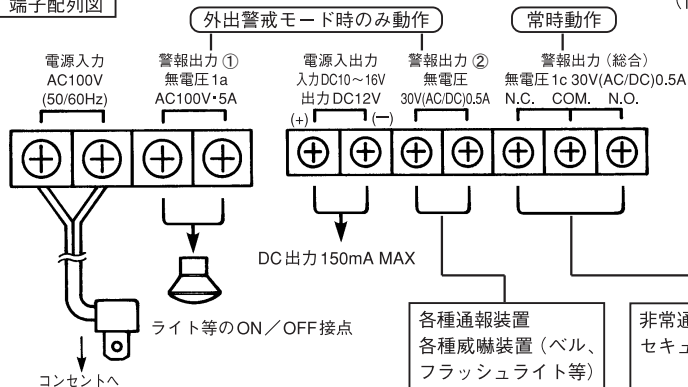 端子配列図
外出警戒モード時のみ動作
常時動作
電源入力
AC100V
(50/60Hz)
警報出力 ①
無電圧1a
AC100V・5A
電源入出力
入力DC10～16V
出力DC12V
(+)
(—)
警報出力 ②
無電圧
30V(AC/DC)0.5A
警報出力（総合）
無電圧1c 30V(AC/DC)0.5A
N.C. COM. N.O.
DC出力150mA MAX
ライト等のON／OFF接点
コンセントへ
各種通報装置
各種威嚇装置（ベル、
フラッシュライト等）
非常通
セキュ